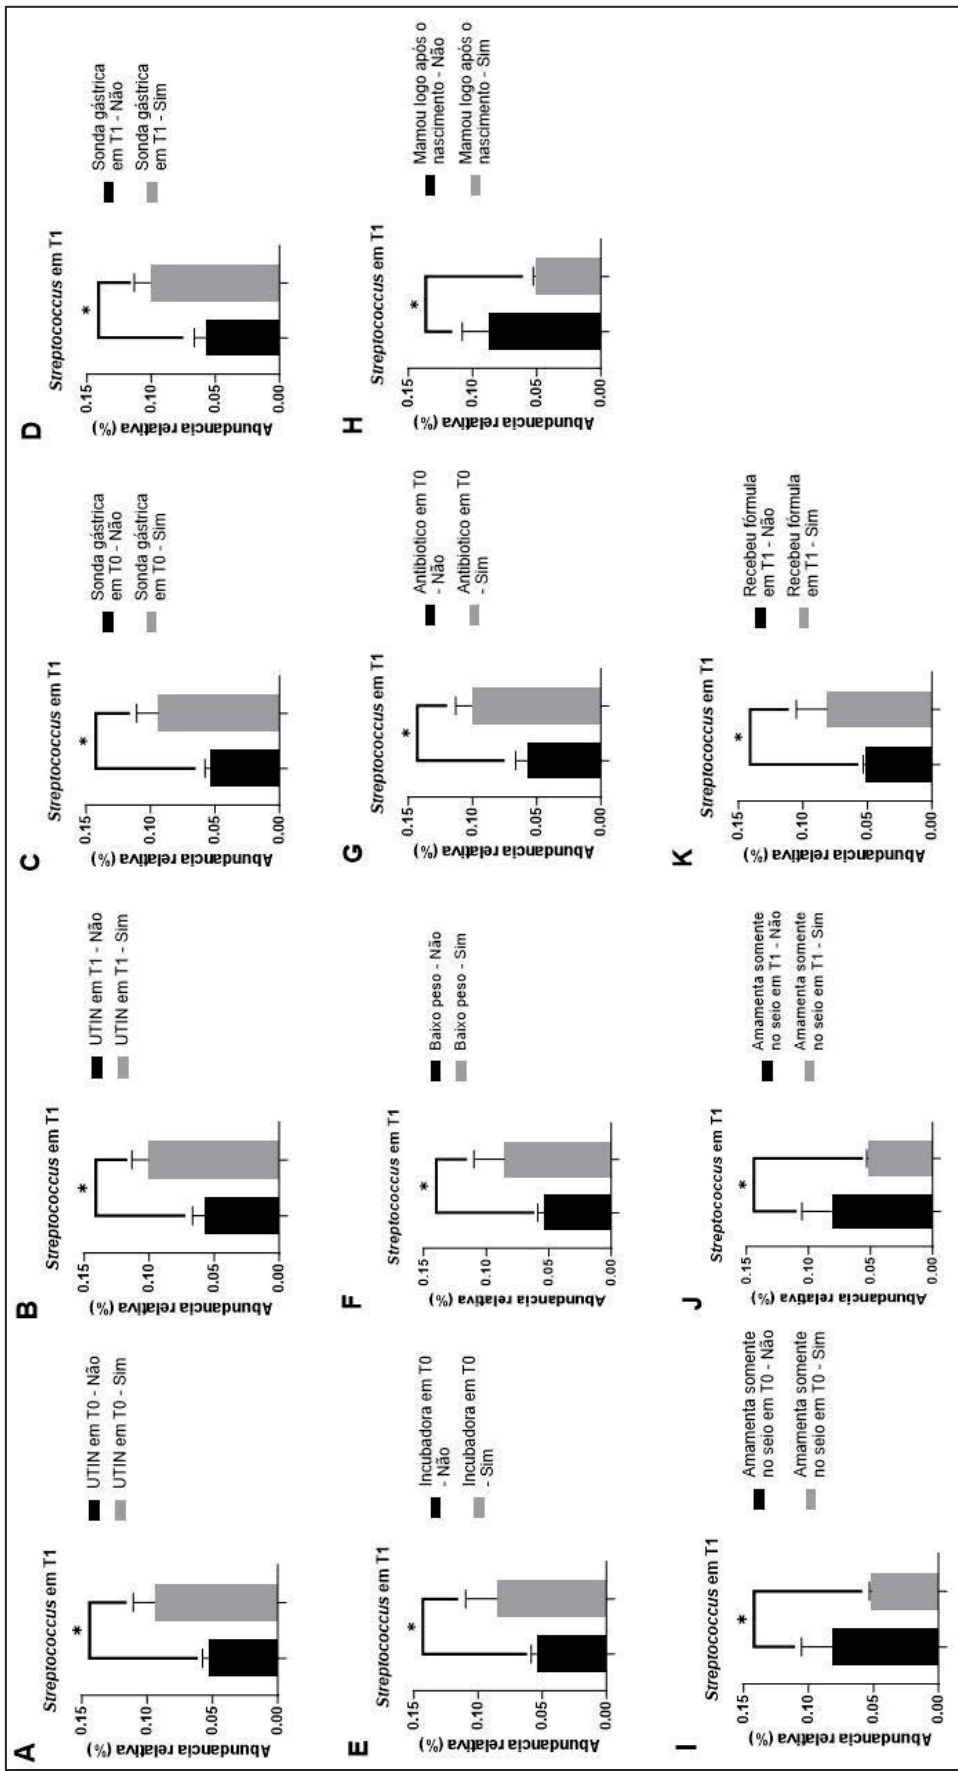 A
Streptococcus em T1
Abundancia relativa (%)
0.15
0.10
0.05
0.00
*
UTIN em T0 - Não
UTIN em T0 - Sim
B
Streptococcus em T1
Abundancia relativa (%)
0.15
0.10
0.05
0.00
*
UTIN em T1 - Não
UTIN em T1 - Sim
C
Streptococcus em T1
Abundancia relativa (%)
0.15
0.10
0.05
0.00
*
Sonda gástrica
em T0 - Não
Sonda gástrica
em T0 - Sim
D
Streptococcus em T1
Abundancia relativa (%)
0.15
0.10
0.05
0.00
*
Sonda gástrica
em T1 - Não
Sonda gástrica
em T1 - Sim
E
Streptococcus em T1
Abundancia relativa (%)
0.15
0.10
0.05
0.00
*
Incubadora em T0
- Não
Incubadora em T0
- Sim
F
Streptococcus em T1
Abundancia relativa (%)
0.15
0.10
0.05
0.00
*
Baixo peso - Não
Baixo peso - Sim
G
Streptococcus em T1
Abundancia relativa (%)
0.15
0.10
0.05
0.00
*
Antibiotico em T0
- Não
Antibiotico em T0
- Sim
H
Streptococcus em T1
Abundancia relativa (%)
0.15
0.10
0.05
0.00
*
Mamou logo após o
nascimento - Não
Mamou logo após o
nascimento - Sim
I
Streptococcus em T1
Abundancia relativa (%)
0.15
0.10
0.05
0.00
*
Amamenta somente
no seio em T0 - Não
Amamenta somente
no seio em T0 - Sim
J
Streptococcus em T1
Abundancia relativa (%)
0.15
0.10
0.05
0.00
*
Amamenta somente
no seio em T1 - Não
Amamenta somente
no seio em T1 - Sim
K
Streptococcus em T1
Abundancia relativa (%)
0.15
0.10
0.05
0.00
*
Recebeu fórmula
em T1 - Não
Recebeu fórmula
em T1 - Sim